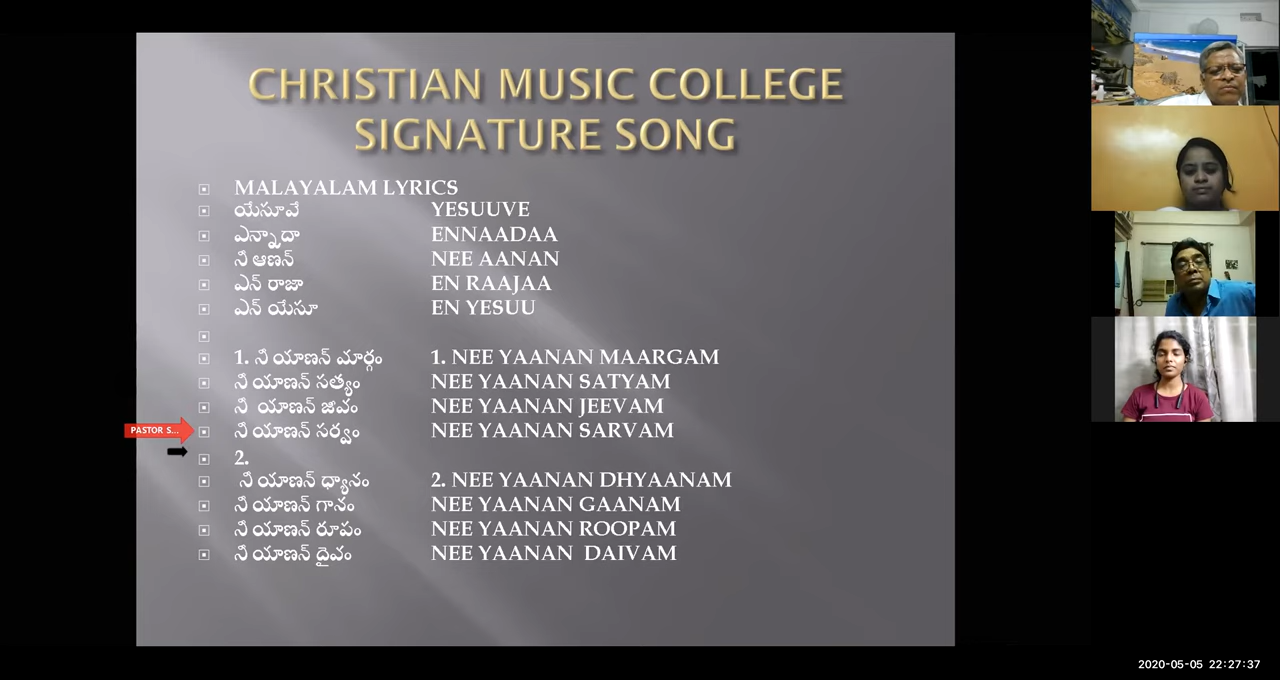 CHRISTIAN MUSIC COLLEGE
SIGNATURE SONG
MALAYALAM LYRICS
యేసూవే YESUUVE
ఎన్నాదా ENNAADAA
నీ ఆణన్ NEE AANAN
ఎన్ రాజా EN RAAJAA
ఎన్ యేసూ EN YESUU
1. నీ యాణన్ మార్గం 1. NEE YAANAN MAARGAM
నీ యాణన్ సత్యం NEE YAANAN SATYAM
నీ యాణన్ జీవం NEE YAANAN JEEVAM
PASTOR S...
నీ యాణన్ సర్వం NEE YAANAN SARVAM
2.
నీ యాణన్ ధ్యానం 2. NEE YAANAN DHYAANAM
నీ యాణన్ గానం NEE YAANAN GAANAM
నీ యాణన్ రూపం NEE YAANAN ROOPAM
నీ యాణన్ దైవం NEE YAANAN DAIVAM
2020-05-05 22:27:37